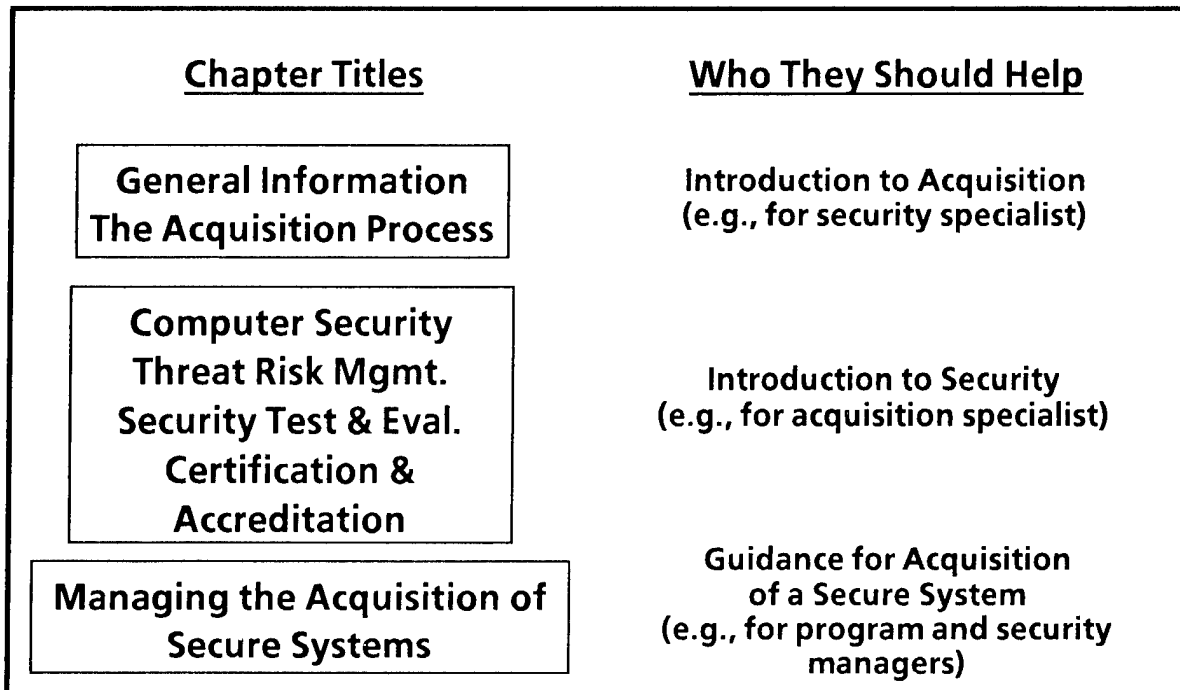 Chapter Titles
Who They Should Help
General Information
The Acquisition Process
Introduction to Acquisition
(e.g., for security specialist)
Computer Security
Threat Risk Mgmt.
Security Test & Eval.
Certification &
Accreditation
Introduction to Security
(e.g., for acquisition specialist)
Managing the Acquisition of
Secure Systems
Guidance for Acquisition
of a Secure System
(e.g., for program and security
managers)